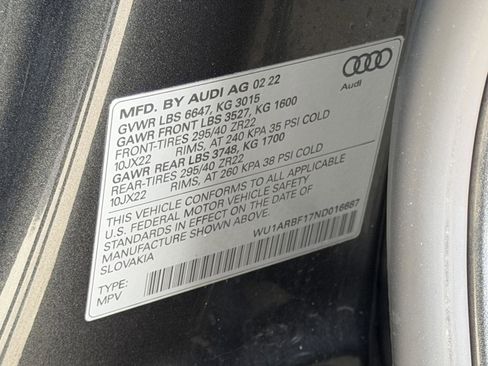 MFD. BY AUDI AG 02 22
GVWR LBS 6647, KG 3015
GAWR FRONT LBS 3527, KG 1600
FRONT-TIRES 295/40 ZR22
10JX22 RIMS, AT 240 KPA 35 PSI COLD
GAWR REAR LBS 3748, KG 1700
REAR-TIRES 295/40 ZR22
10JX22 RIMS, AT 260 KPA 38 PSI COLD
THIS VEHICLE CONFORMS TO ALL APPLICABLE
U.S. FEDERAL MOTOR VEHICLE SAFETY
STANDARDS IN EFFECT ON THE DATE OF
MANUFACTURE SHOWN ABOVE.
SLOVAKIA
WU1ARBF17ND016687
TYPE:
MPV
Audi